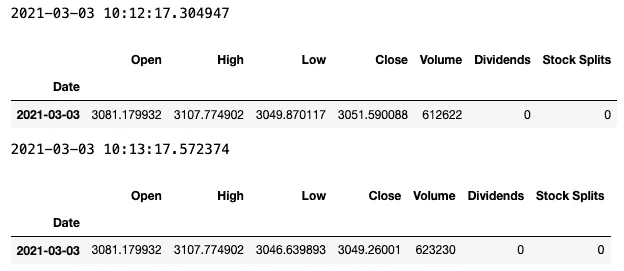 2021-03-03 10:12:17.304947
Open High Low Close Volume Dividends Stock Splits
Date
2021-03-03 3081.179932 3107.774902 3049.870117 3051.590088 612622 0 0
2021-03-03 10:13:17.572374
Open High Low Close Volume Dividends Stock Splits
Date
2021-03-03 3081.179932 3107.774902 3046.639893 3049.26001 623230 0 0